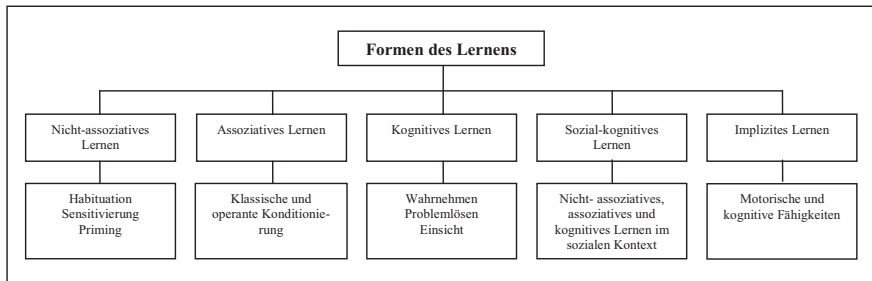 Formen des Lernens
Nicht-assoziatives
Lernen
Assoziatives Lernen
Kognitives Lernen
Sozial-kognitives
Lernen
Implizites Lernen
Habituation
Sensitivierung
Priming
Klassische und
operante Konditionie-
rung
Wahrnehmen
Problemlösen
Einsicht
Nicht- assoziatives,
assoziatives und
kognitives Lernen im
sozialen Kontext
Motorische und
kognitive Fähigkeiten